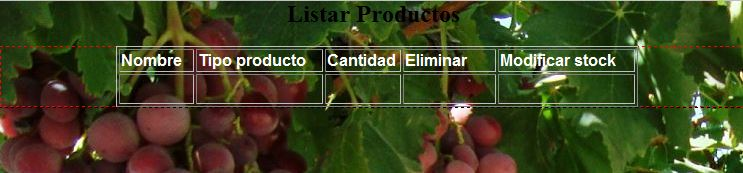 Listar Productos
Nombre Tipo producto Cantidad Eliminar Modificar stock